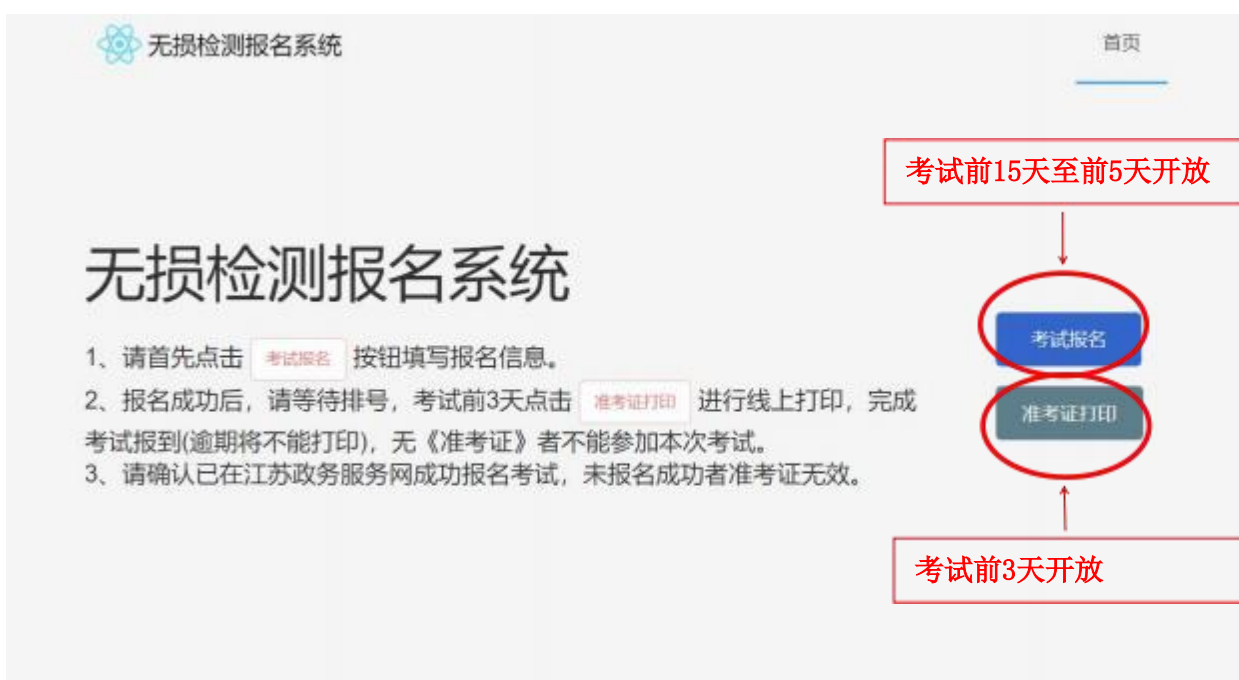 无损检测报名系统
首页
考试前15天至前5天开放
无损检测报名系统
考试报名
1、请首先点击 考试报名 按钮填写报名信息。
2、报名成功后，请等待排号，考试前3天点击 准考证打印 进行线上打印，完成
准考证打印
考试报到(逾期将不能打印)，无《准考证》者不能参加本次考试。
3、请确认已在江苏政务服务网成功报名考试，未报名成功者准考证无效。
考试前3天开放